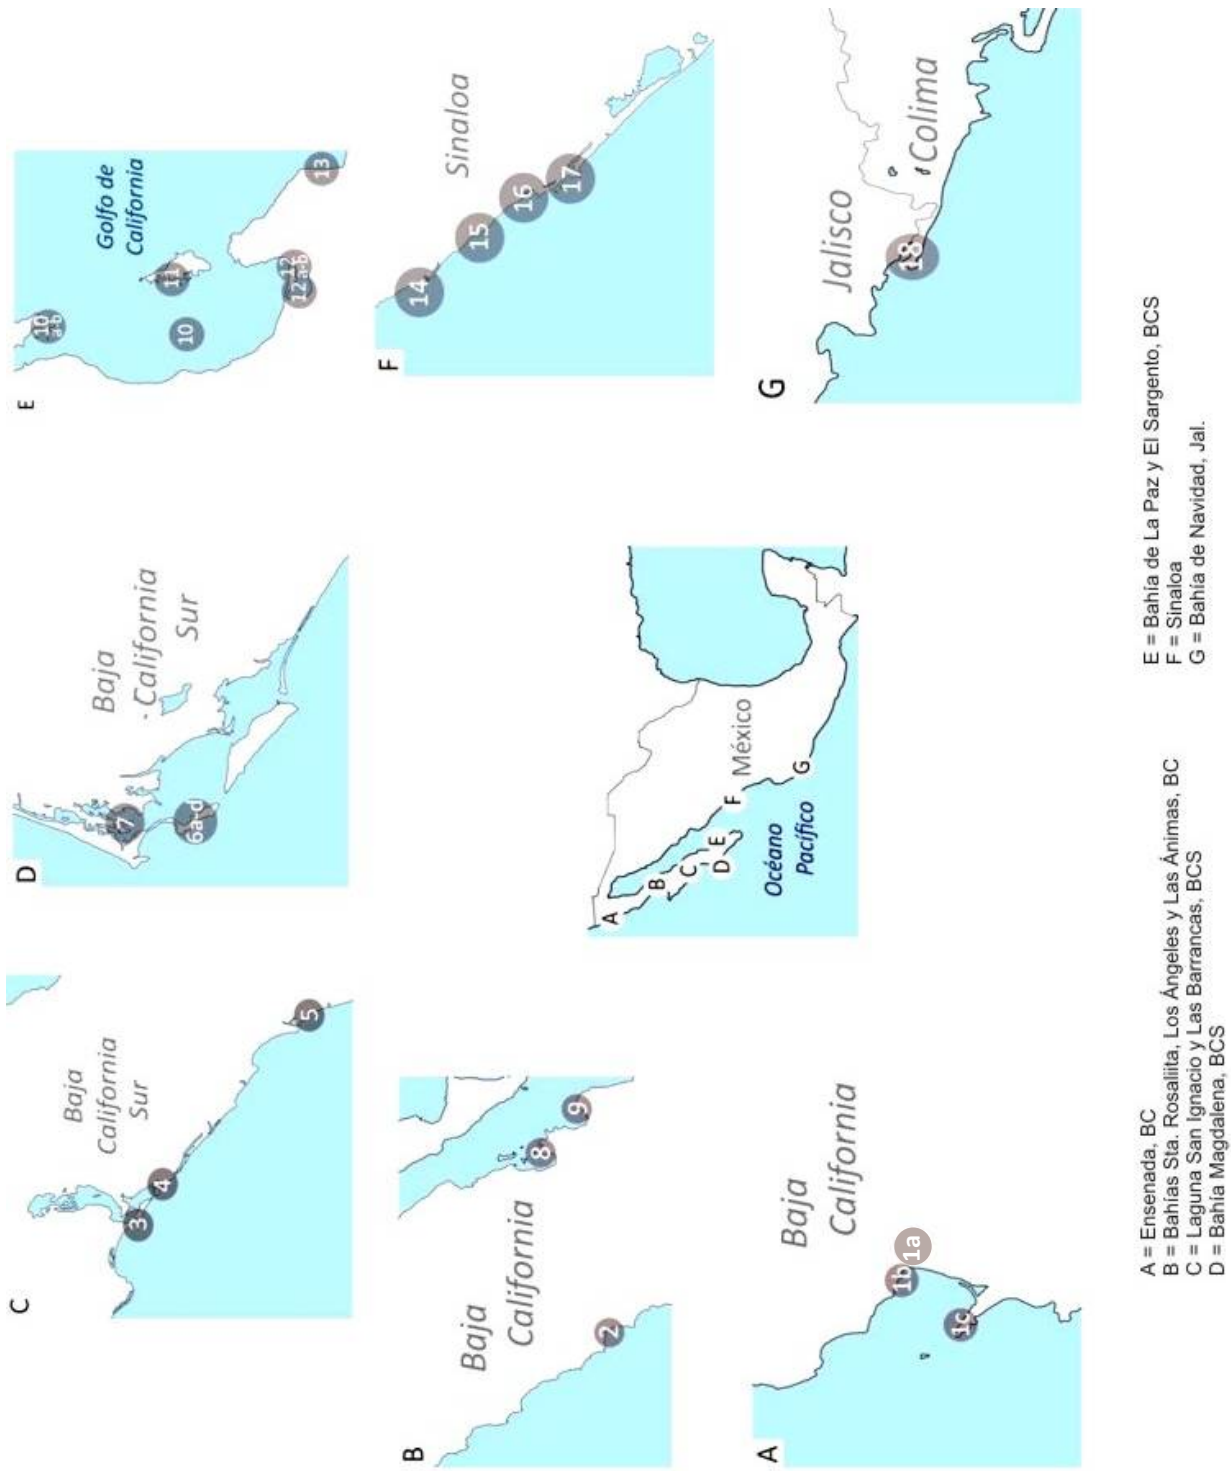 C
Baja
California
Sur
3
4
5
D
Baja
California
Sur
7
6a-d
E
Golfo de
California
10
a-b
10
11
12
12
a-b
13
B
Baja
California
8
9
2
A
B
C
D
E
F
G
México
Océano
Pacífico
F
Sinaloa
14
15
16
17
A
Baja
California
1b
1a
1c
G
Jalisco
Colima
18
A = Ensenada, BC
B = Bahías Sta. Rosaliita, Los Ángeles y Las Ánimas, BC
C = Laguna San Ignacio y Las Barrancas, BCS
D = Bahía Magdalena, BCS
E = Bahía de La Paz y El Sargento, BCS
F = Sinaloa
G = Bahía de Navidad, Jal.